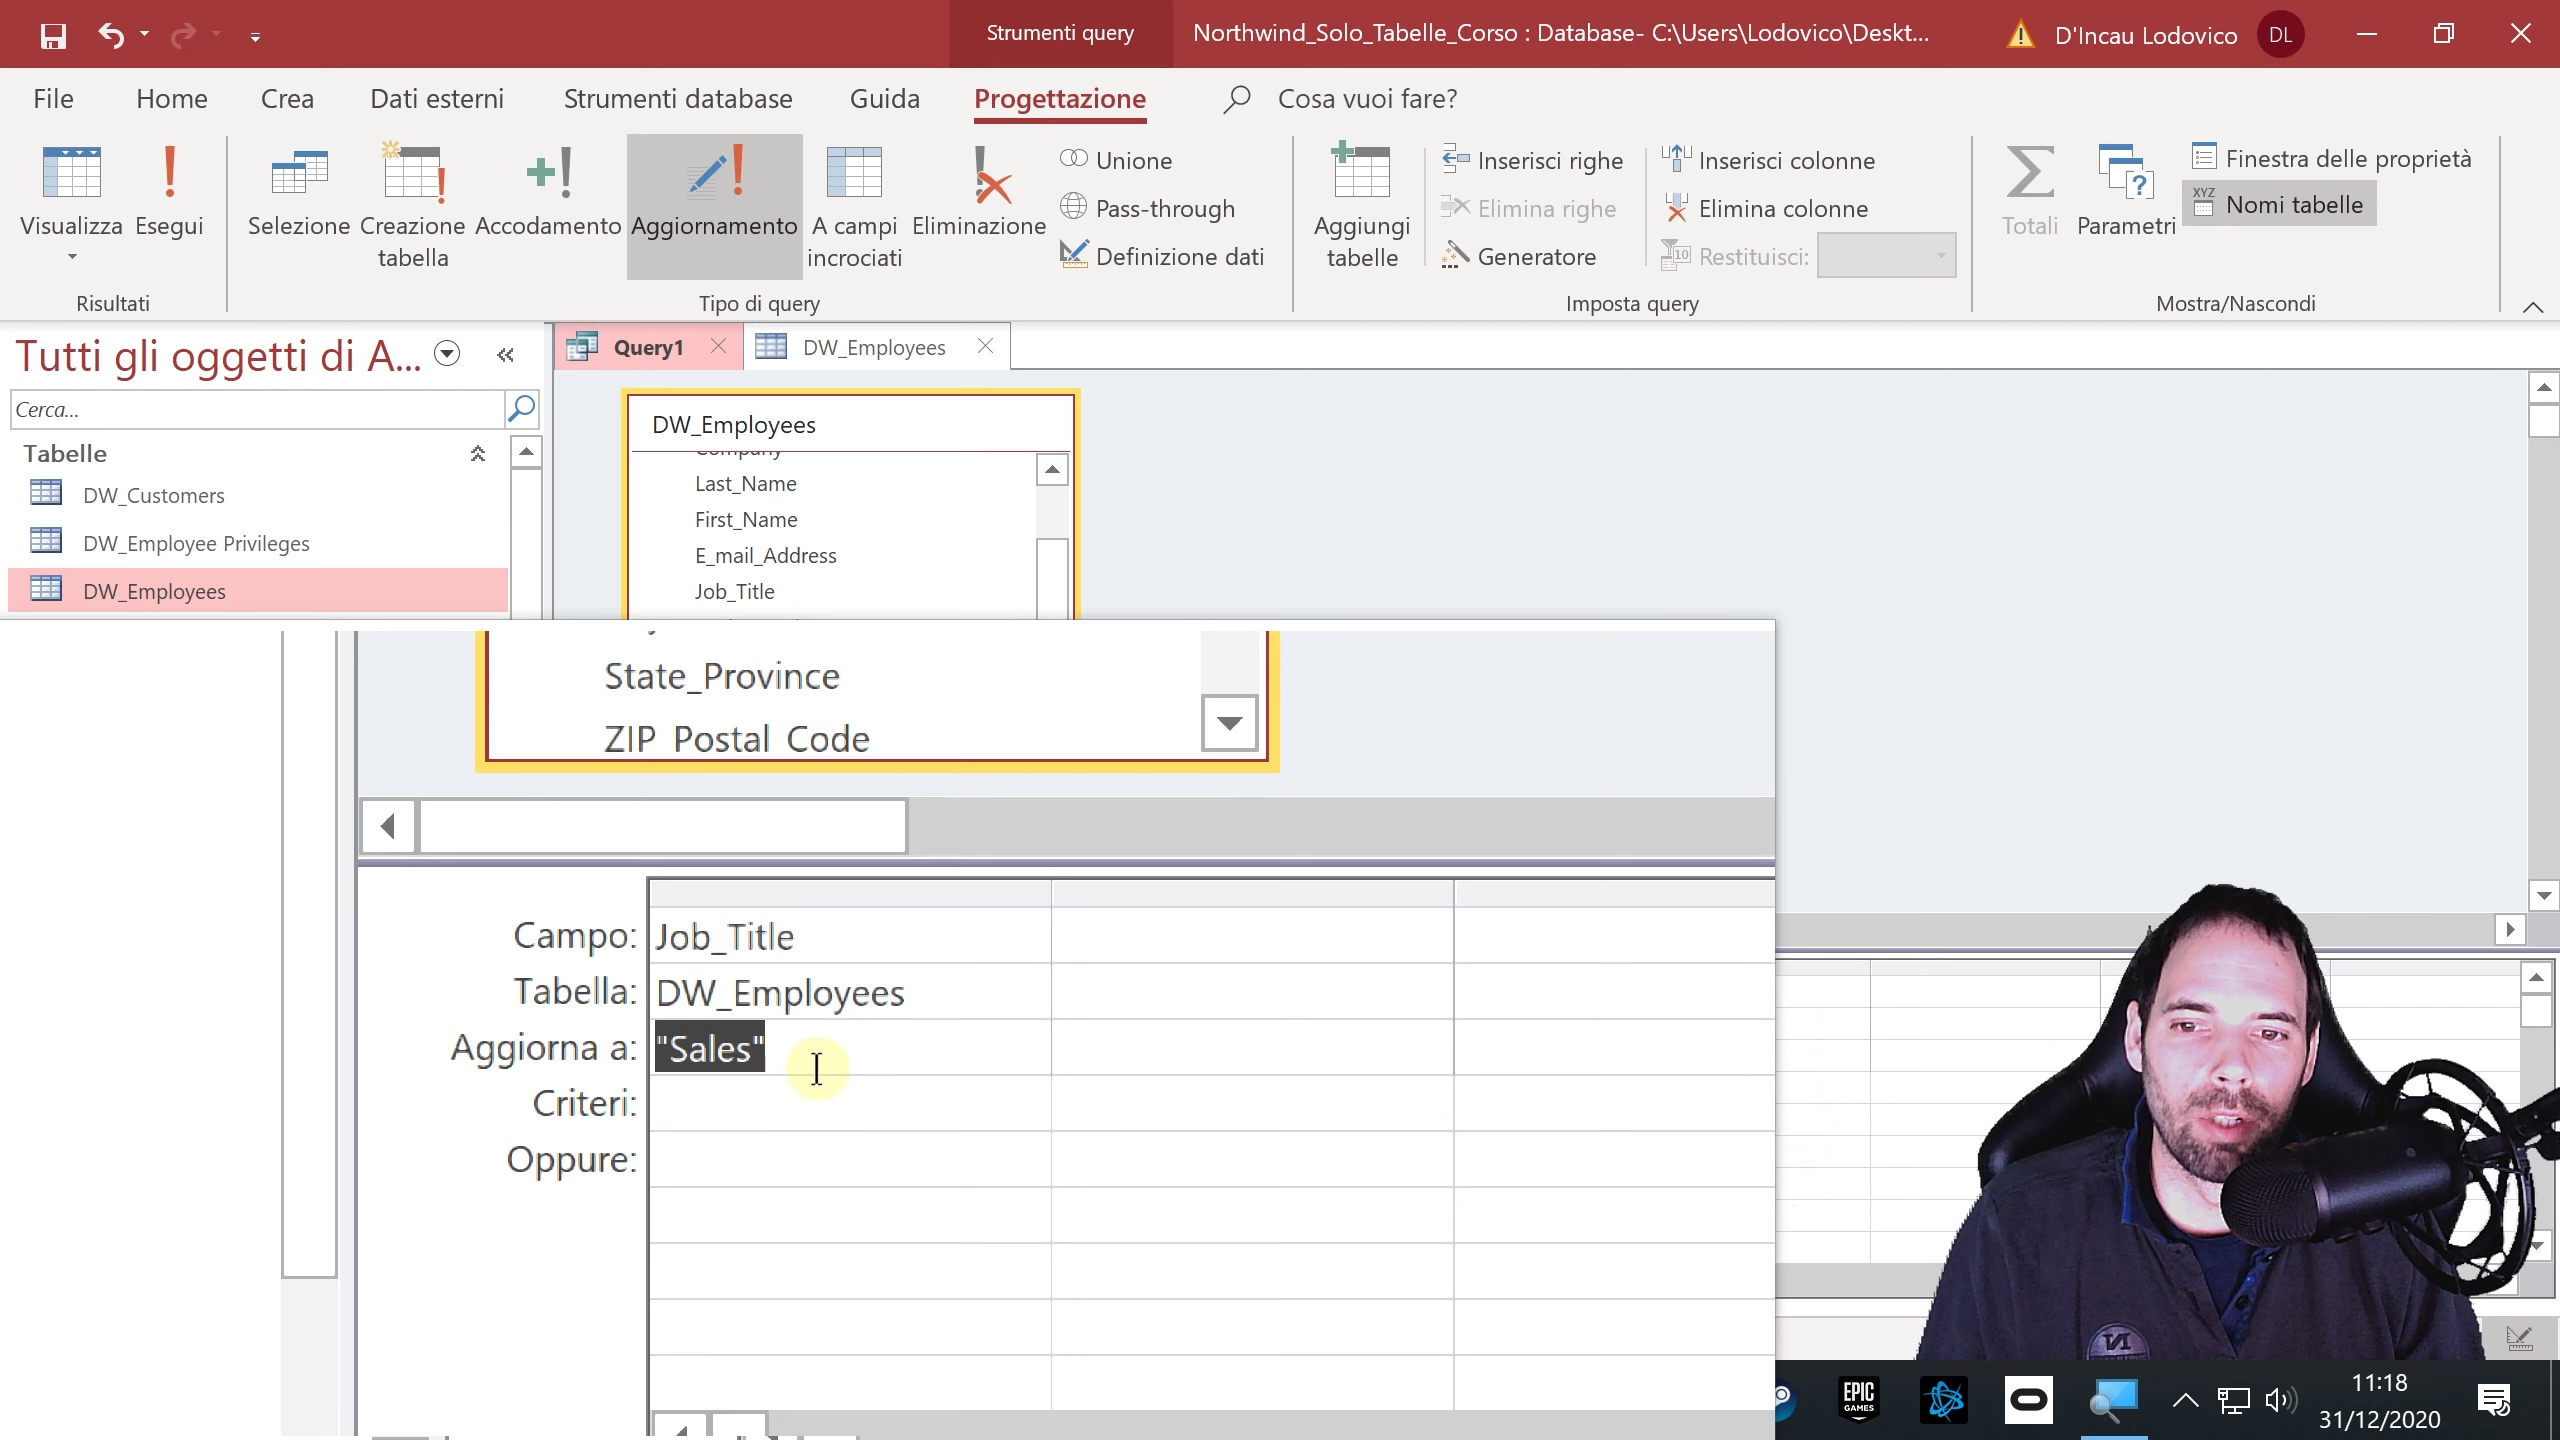 Strumenti query
Northwind_Solo_Tabelle_Corso : Database- C:\Users\Lodovico\Deskt...
D'Incau Lodovico
DL
File
Home
Crea
Dati esterni
Strumenti database
Guida
Progettazione
Cosa vuoi fare?
Visualizza
Esegui
Risultati
Selezione
Creazione
tabella
Accodamento
Aggiornamento
A campi
incrociati
Eliminazione
Unione
Pass-through
Definizione dati
Tipo di query
Aggiungi
tabelle
Inserisci righe
Elimina righe
Generatore
Inserisci colonne
Elimina colonne
Restituisci:
Imposta query
Totali
Parametri
Finestra delle proprietà
XYZ
Nomi tabelle
Mostra/Nascondi
Tutti gli oggetti di A...
Cerca...
Tabelle
DW_Customers
DW_Employee Privileges
DW_Employees
Query1
DW_Employees
DW_Employees
Company
Last_Name
First_Name
E_mail_Address
Job_Title
State_Province
ZIP_Postal_Code
Campo:
Job_Title
Tabella:
DW_Employees
Aggiorna a:
"Sales"
Criteri:
Oppure:
EPIC
GAMES
11:18
31/12/2020